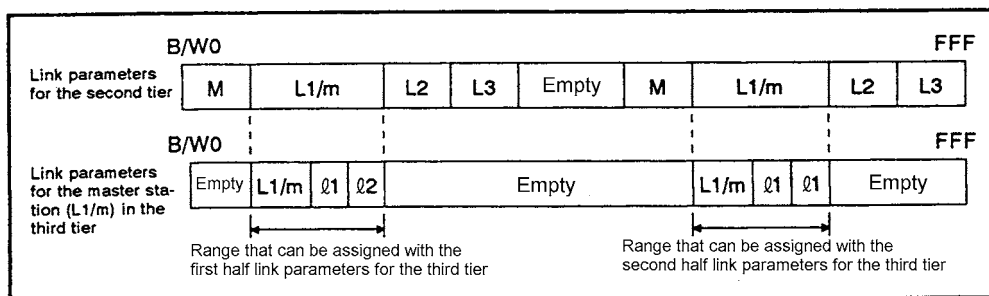 B/W0 FFF
Link parameters
for the second tier
M L1/m L2 L3 Empty M L1/m L2 L3
B/W0 FFF
Link parameters
for the master sta-
tion (L1/m) in the
third tier
Empty L1/m ℓ1 ℓ2 Empty L1/m ℓ1 ℓ1 Empty
Range that can be assigned with the
first half link parameters for the third tier
Range that can be assigned with the
second half link parameters for the third tier